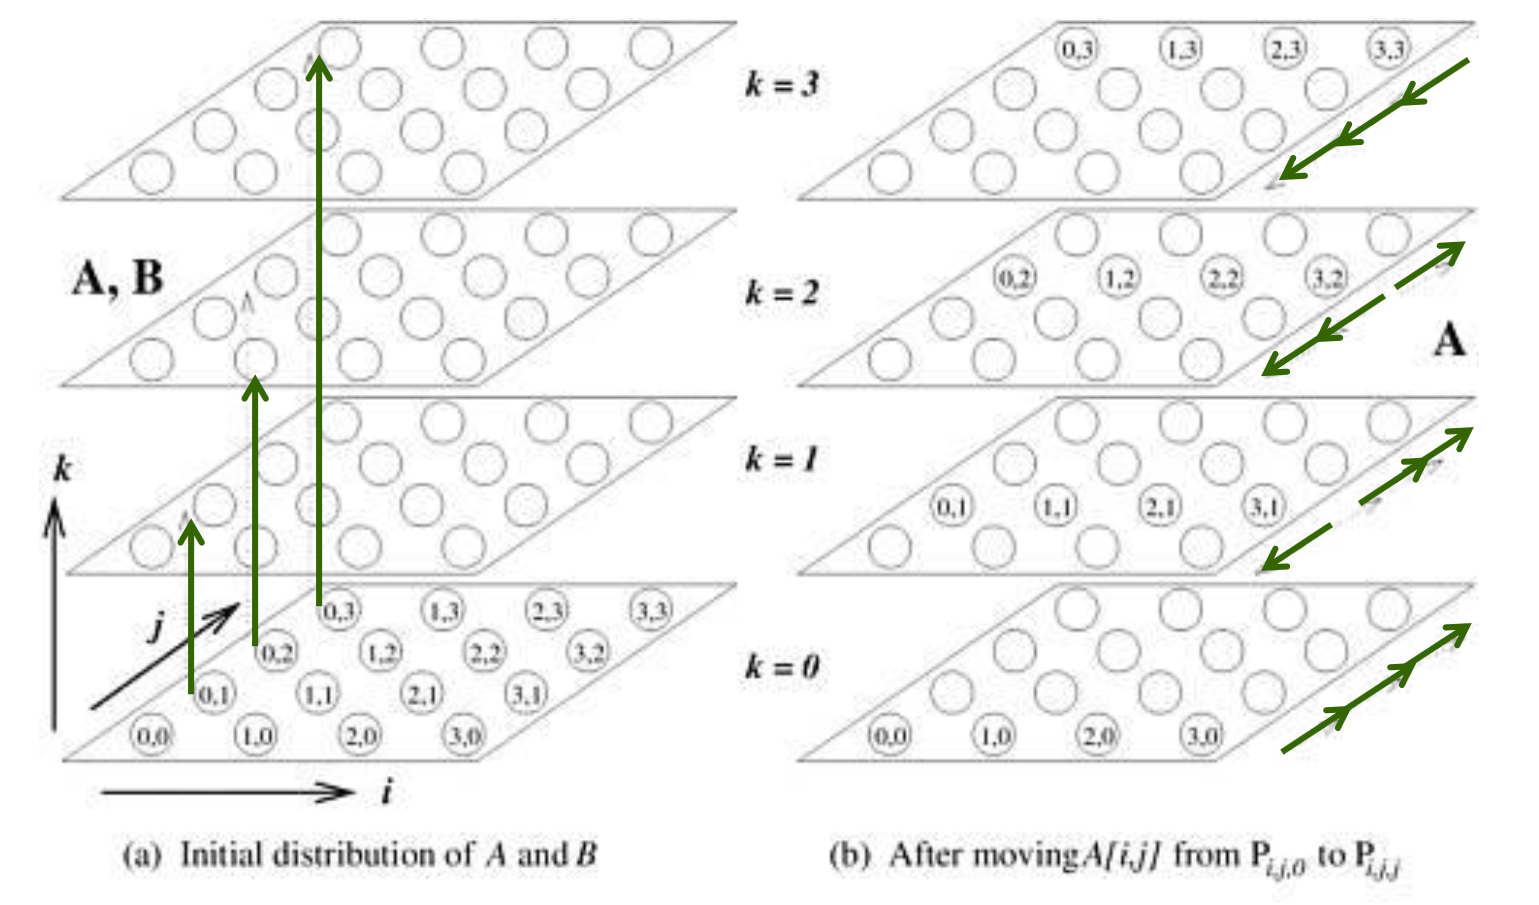 0,3 1,3 2,3 3,3
k = 3
A, B
0,2 1,2 2,2 3,2
k = 2
A
k
k = 1
0,1 1,1 2,1 3,1
j
0,3 1,3 2,3 3,3
0,2 1,2 2,2 3,2
k = 0
0,1 1,1 2,1 3,1
0,0 1,0 2,0 3,0
0,0 1,0 2,0 3,0
i
(a) Initial distribution of A and B
(b) After moving A[i,j] from P_{i,j,0} to P_{i,j,j}